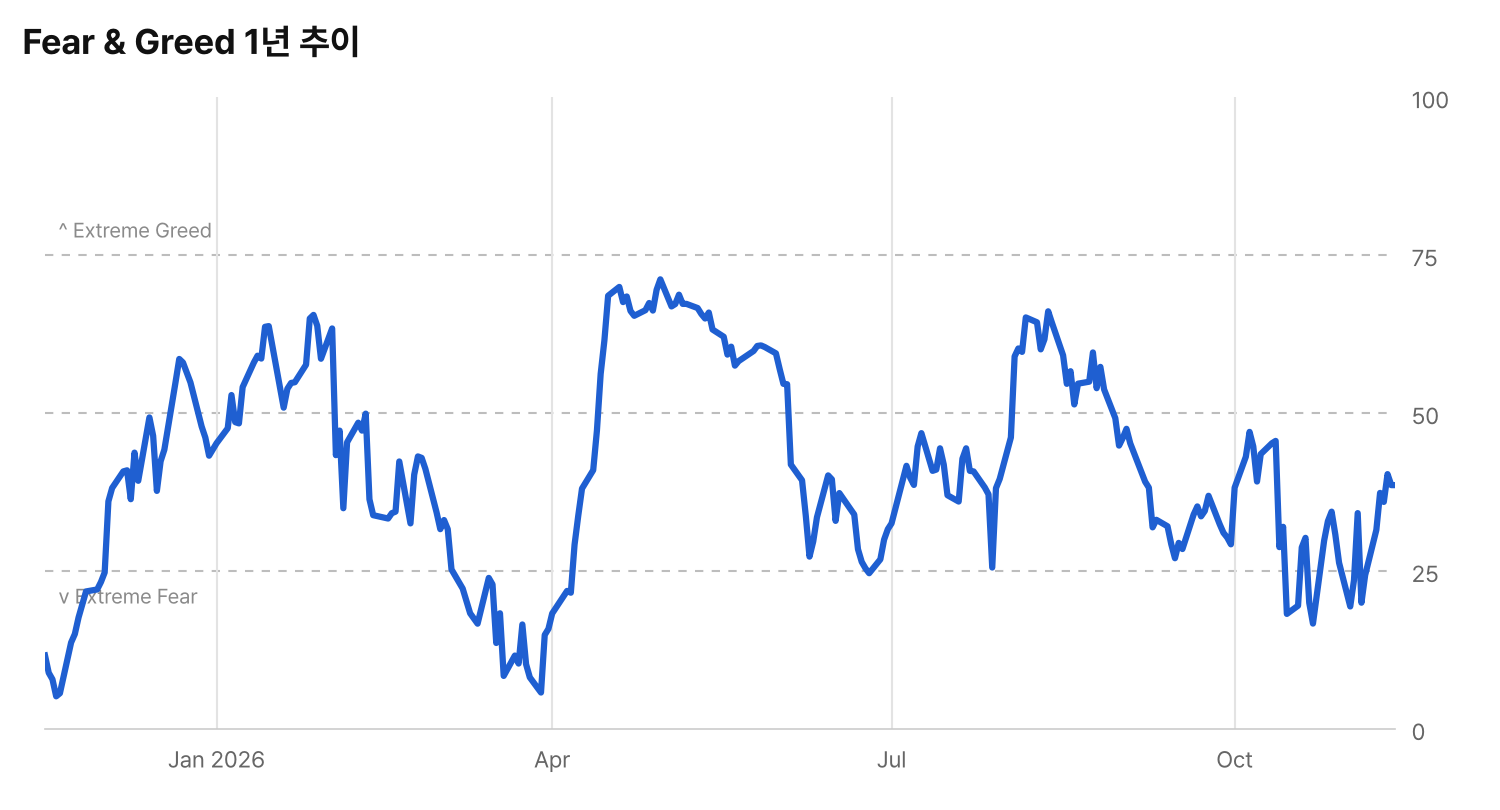 Fear & Greed 1년 추이
100
^ Extreme Greed
75
50
25
v Extreme Fear
0
Jan 2026
Apr
Jul
Oct